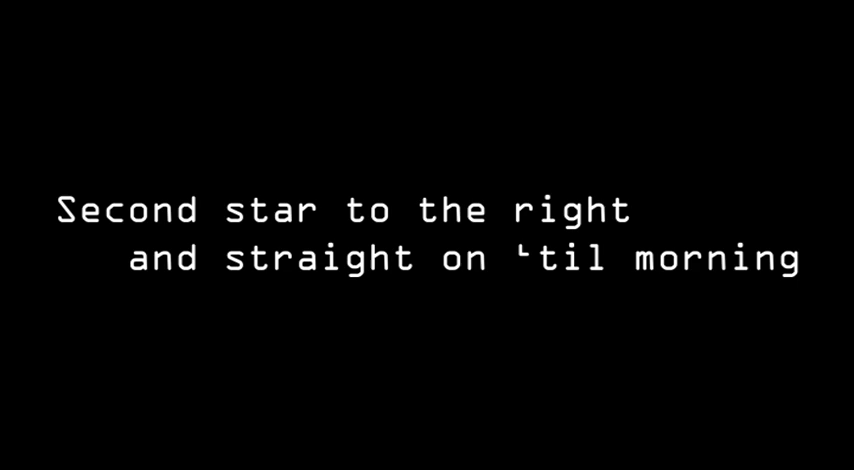 Second star to the right
and straight on 'til morning